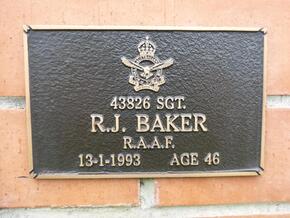 43826 SGT.
R.J. BAKER
R.A.A.F.
13-1-1993 AGE 46